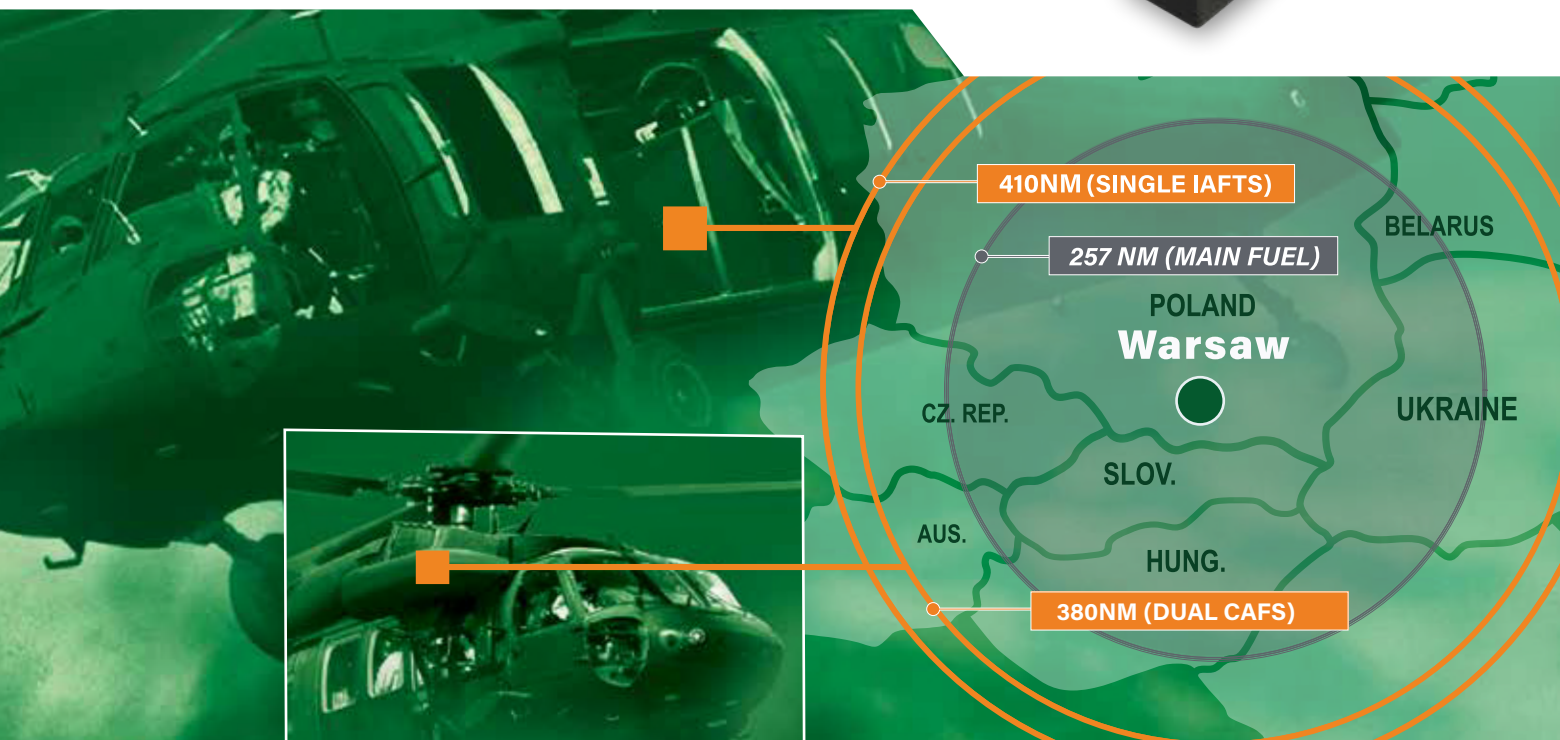 410NM (SINGLE IAFTS)
BELARUS
257 NM (MAIN FUEL)
POLAND
Warsaw
CZ. REP.
UKRAINE
SLOV.
AUS.
HUNG.
380NM (DUAL CAFS)